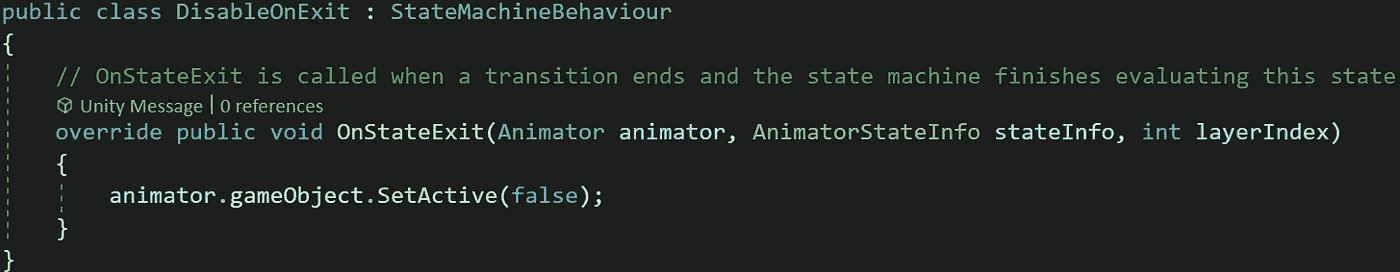 public class DisableOnExit : StateMachineBehaviour
{
// OnStateExit is called when a transition ends and the state machine finishes evaluating this state
Unity Message | 0 references
override public void OnStateExit(Animator animator, AnimatorStateInfo stateInfo, int layerIndex)
{
animator.gameObject.SetActive(false);
}
}